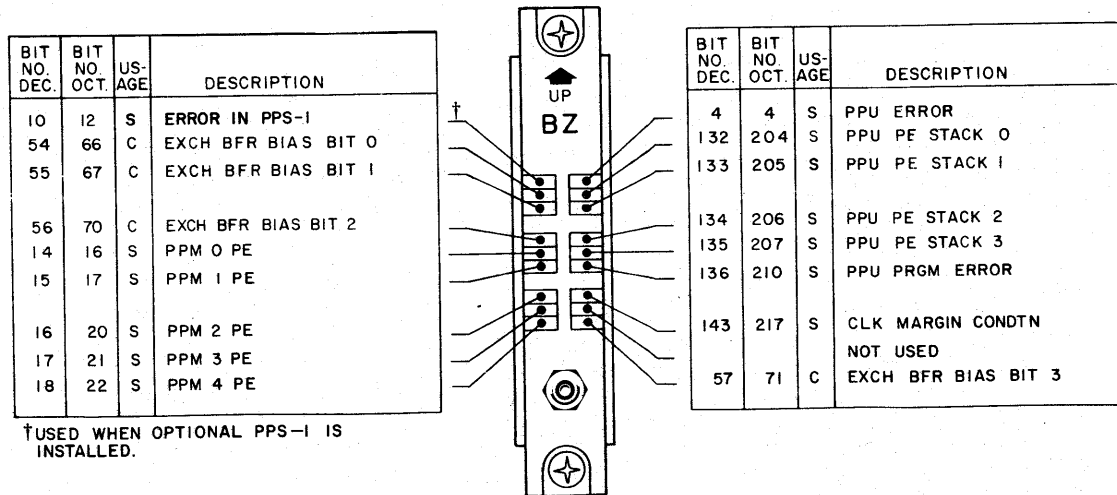 BIT NO. DEC. BIT NO. OCT. US-AGE DESCRIPTION
10 12 S ERROR IN PPS-1
54 66 C EXCH BFR BIAS BIT 0
55 67 C EXCH BFR BIAS BIT 1
56 70 C EXCH BFR BIAS BIT 2
14 16 S PPM 0 PE
15 17 S PPM 1 PE
16 20 S PPM 2 PE
17 21 S PPM 3 PE
18 22 S PPM 4 PE
†USED WHEN OPTIONAL PPS-1 IS
INSTALLED.
†
UP
BZ
BIT NO. DEC. BIT NO. OCT. US-AGE DESCRIPTION
4 4 S PPU ERROR
132 204 S PPU PE STACK 0
133 205 S PPU PE STACK 1
134 206 S PPU PE STACK 2
135 207 S PPU PE STACK 3
136 210 S PPU PRGM ERROR
143 217 S CLK MARGIN CONDTN
NOT USED
57 71 C EXCH BFR BIAS BIT 3